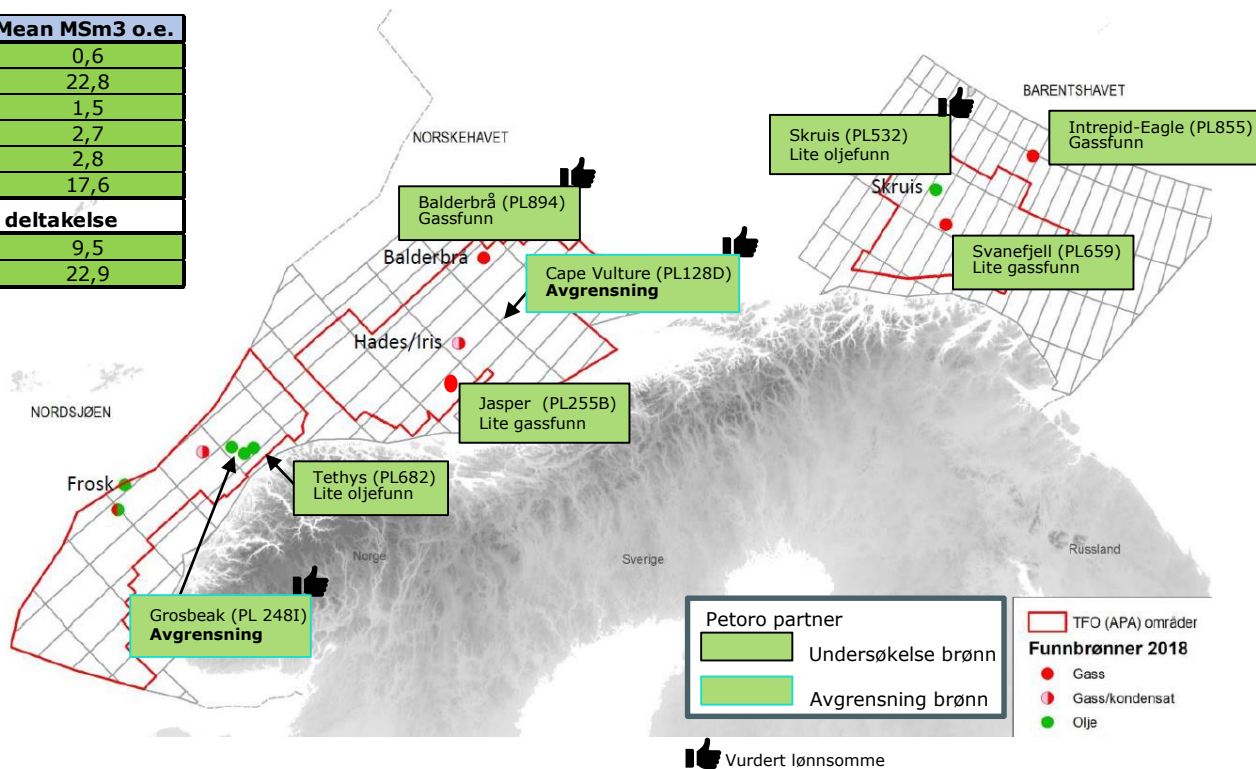 Mean MSm3 o.e.
0,6
22,8
1,5
2,7
2,8
17,6
deltakelse
9,5
22,9
NORSKEHAVET
BARENTSHAVET
Skruis (PL532)
Lite oljefunn
Intrepid-Eagle (PL855)
Gassfunn
Skruis
Balderbrå (PL894)
Gassfunn
Balderbrå
Svanefjell (PL659)
Lite gassfunn
Cape Vulture (PL128D)
Avgrensning
Hades/Iris
Jasper (PL255B)
Lite gassfunn
NORDSJØEN
Frosk
Tethys (PL682)
Lite oljefunn
Norge
Sverige
Russland
Grosbeak (PL 248I)
Avgrensning
Petoro partner
Undersøkelse brønn
Avgrensning brønn
TFO (APA) områder
Funnbrønner 2018
Gass
Gass/kondensat
Olje
Vurdert lønnsomme